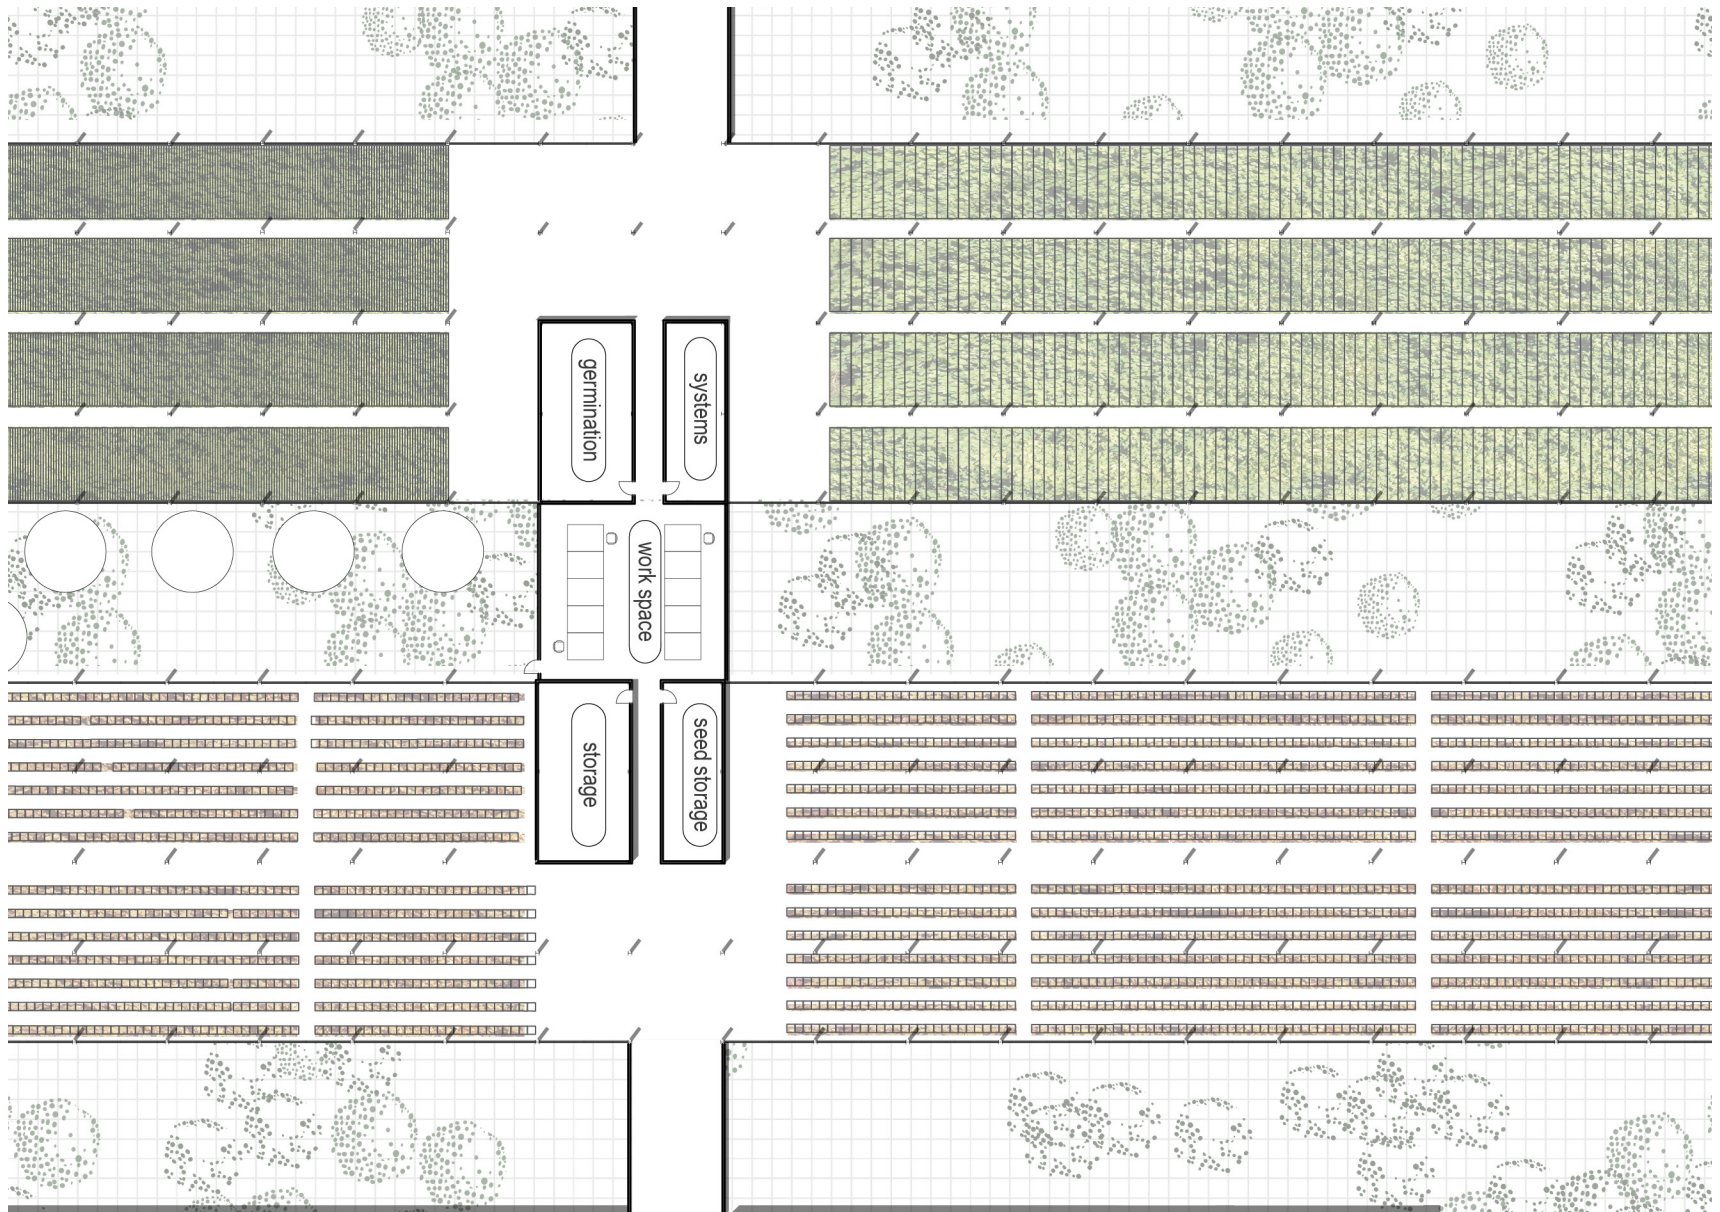 germination
systems
work space
storage
seed storage